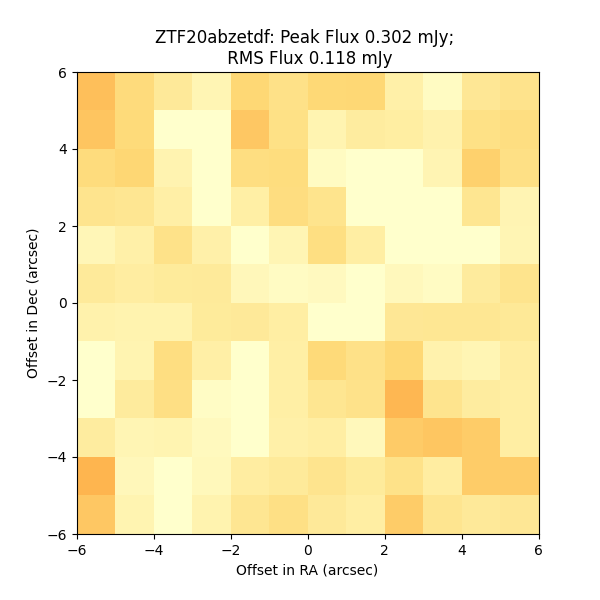 ZTF20abzetdf: Peak Flux 0.302 mJy;
RMS Flux 0.118 mJy
6
4
2
0
−2
−4
−6
Offset in Dec (arcsec)
−6 −4 −2 0 2 4 6
Offset in RA (arcsec)